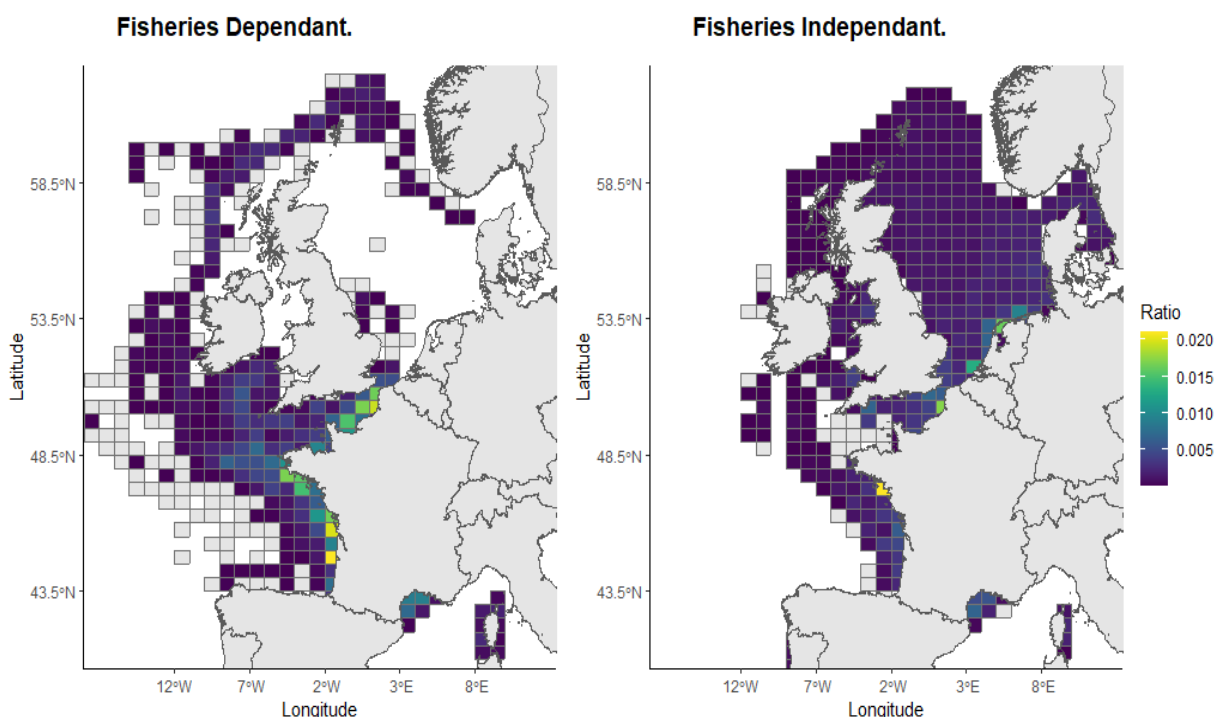 Fisheries Dependant.
58.5°N
53.5°N
48.5°N
43.5°N
Latitude
12°W
7°W
2°W
3°E
8°E
Longitude
Fisheries Independant.
58.5°N
53.5°N
48.5°N
43.5°N
Latitude
12°W
7°W
2°W
3°E
8°E
Longitude
Ratio
0.020
0.015
0.010
0.005